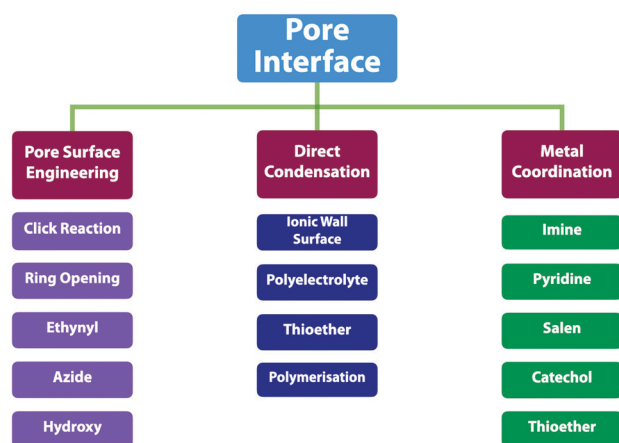 Pore
Interface
Pore Surface
Engineering
Direct
Condensation
Metal
Coordination
Click Reaction
Ring Opening
Ethynyl
Azide
Hydroxy
Ionic Wall
Surface
Polyelectrolyte
Thioether
Polymerisation
Imine
Pyridine
Salen
Catechol
Thioether